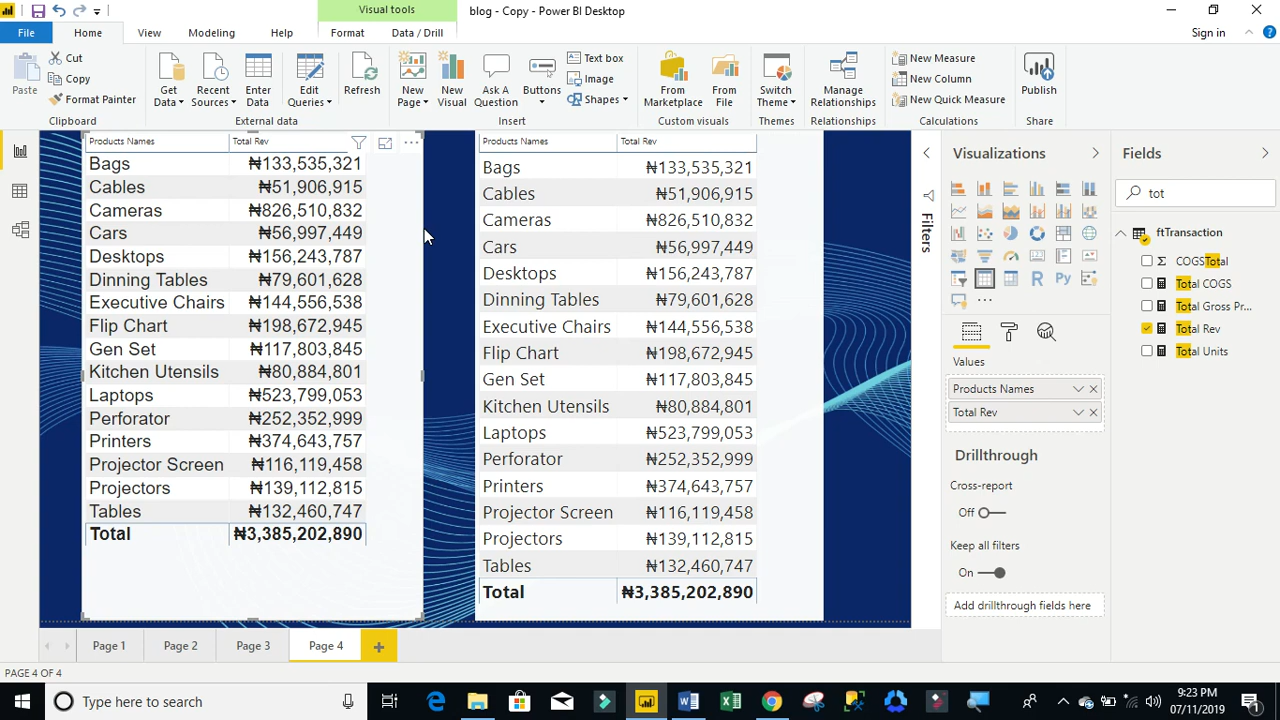 Visual tools
blog - Copy - Power BI Desktop
File
Home
View
Modeling
Help
Format
Data / Drill
Sign in
Paste
Cut
Copy
Format Painter
Clipboard
Get Data
Recent Sources
Enter Data
Edit Queries
Refresh
External data
New Page
New Visual
Ask A Question
Buttons
Text box
Image
Shapes
Insert
From Marketplace
From File
Custom visuals
Switch Theme
Themes
Manage Relationships
Relationships
New Measure
New Column
New Quick Measure
Calculations
Publish
Share
Products Names Total Rev
Bags ₦133,535,321
Cables ₦51,906,915
Cameras ₦826,510,832
Cars ₦56,997,449
Desktops ₦156,243,787
Dinning Tables ₦79,601,628
Executive Chairs ₦144,556,538
Flip Chart ₦198,672,945
Gen Set ₦117,803,845
Kitchen Utensils ₦80,884,801
Laptops ₦523,799,053
Perforator ₦252,352,999
Printers ₦374,643,757
Projector Screen ₦116,119,458
Projectors ₦139,112,815
Tables ₦132,460,747
Total ₦3,385,202,890
Products Names Total Rev
Bags ₦133,535,321
Cables ₦51,906,915
Cameras ₦826,510,832
Cars ₦56,997,449
Desktops ₦156,243,787
Dinning Tables ₦79,601,628
Executive Chairs ₦144,556,538
Flip Chart ₦198,672,945
Gen Set ₦117,803,845
Kitchen Utensils ₦80,884,801
Laptops ₦523,799,053
Perforator ₦252,352,999
Printers ₦374,643,757
Projector Screen ₦116,119,458
Projectors ₦139,112,815
Tables ₦132,460,747
Total ₦3,385,202,890
Filters
Visualizations
R
Py
Values
Products Names
Total Rev
Drillthrough
Cross-report
Off
Keep all filters
On
Add drillthrough fields here
Fields
tot
ftTransaction
COGSTotal
Total COGS
Total Gross Pr...
Total Rev
Total Units
Page 1
Page 2
Page 3
Page 4
PAGE 4 OF 4
Type here to search
9:23 PM
07/11/2019
1